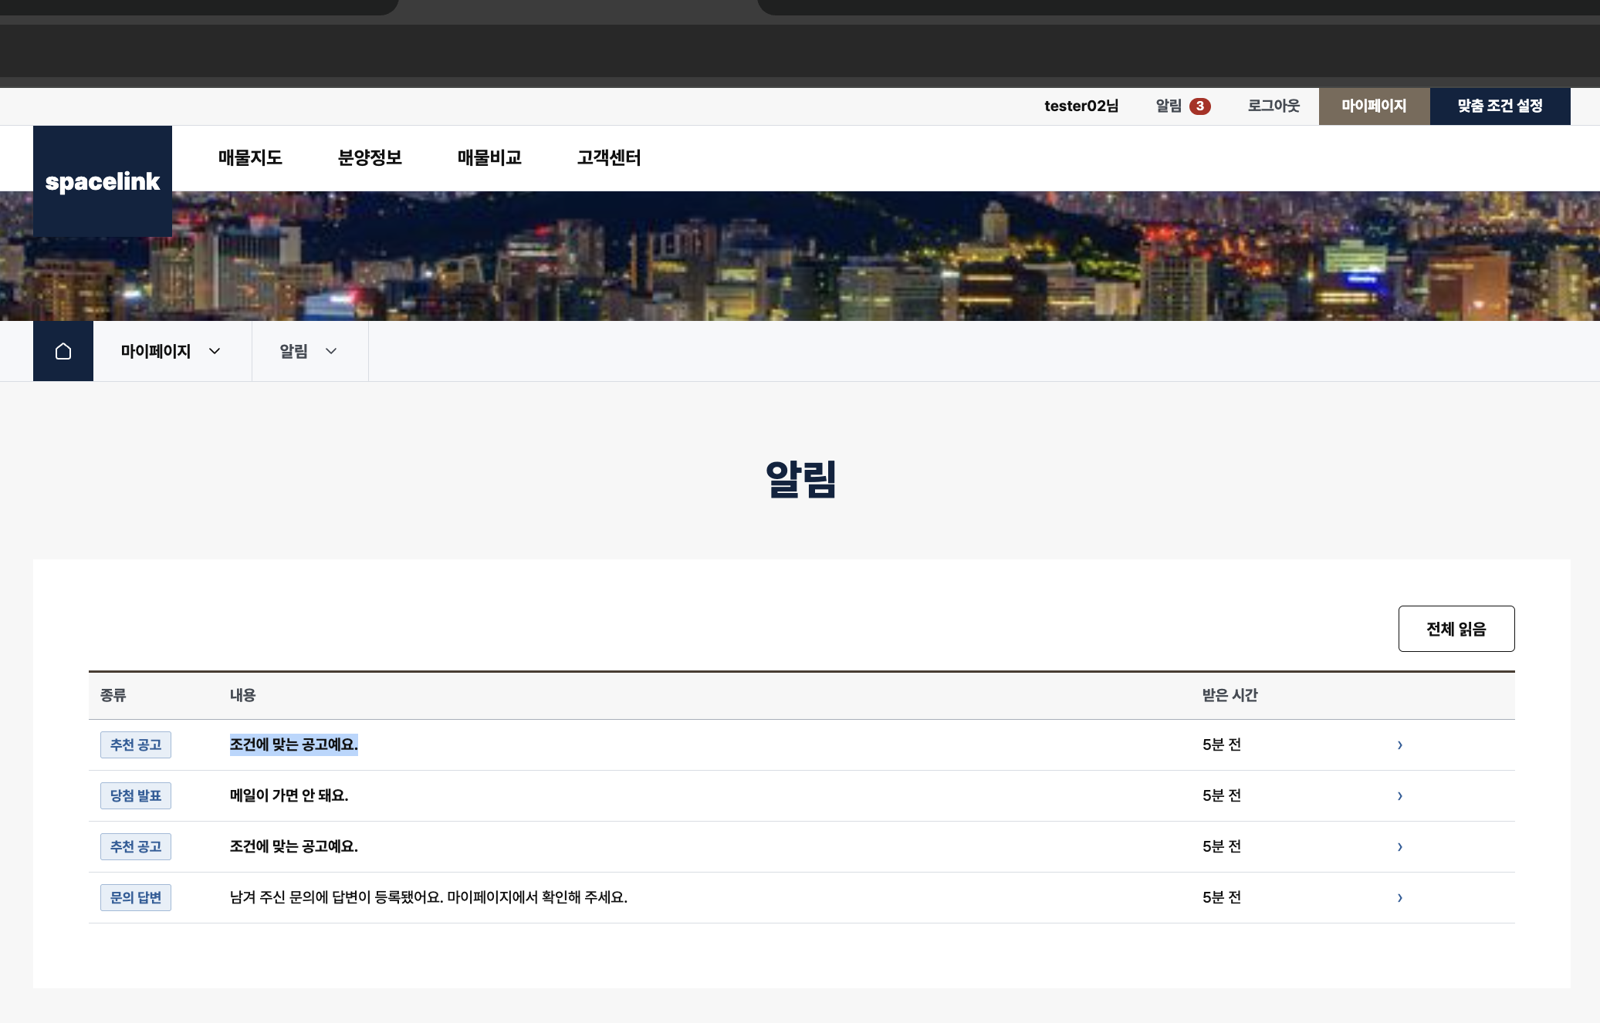 tester02님 알림 3 로그아웃 마이페이지 맞춤 조건 설정
spacelink 매물지도 분양정보 매물비교 고객센터
마이페이지 알림
알림
전체 읽음
종류 내용 받은 시간
추천 공고 조건에 맞는 공고예요. 5분 전
당첨 발표 메일이 가면 안 돼요. 5분 전
추천 공고 조건에 맞는 공고예요. 5분 전
문의 답변 남겨 주신 문의에 답변이 등록됐어요. 마이페이지에서 확인해 주세요. 5분 전